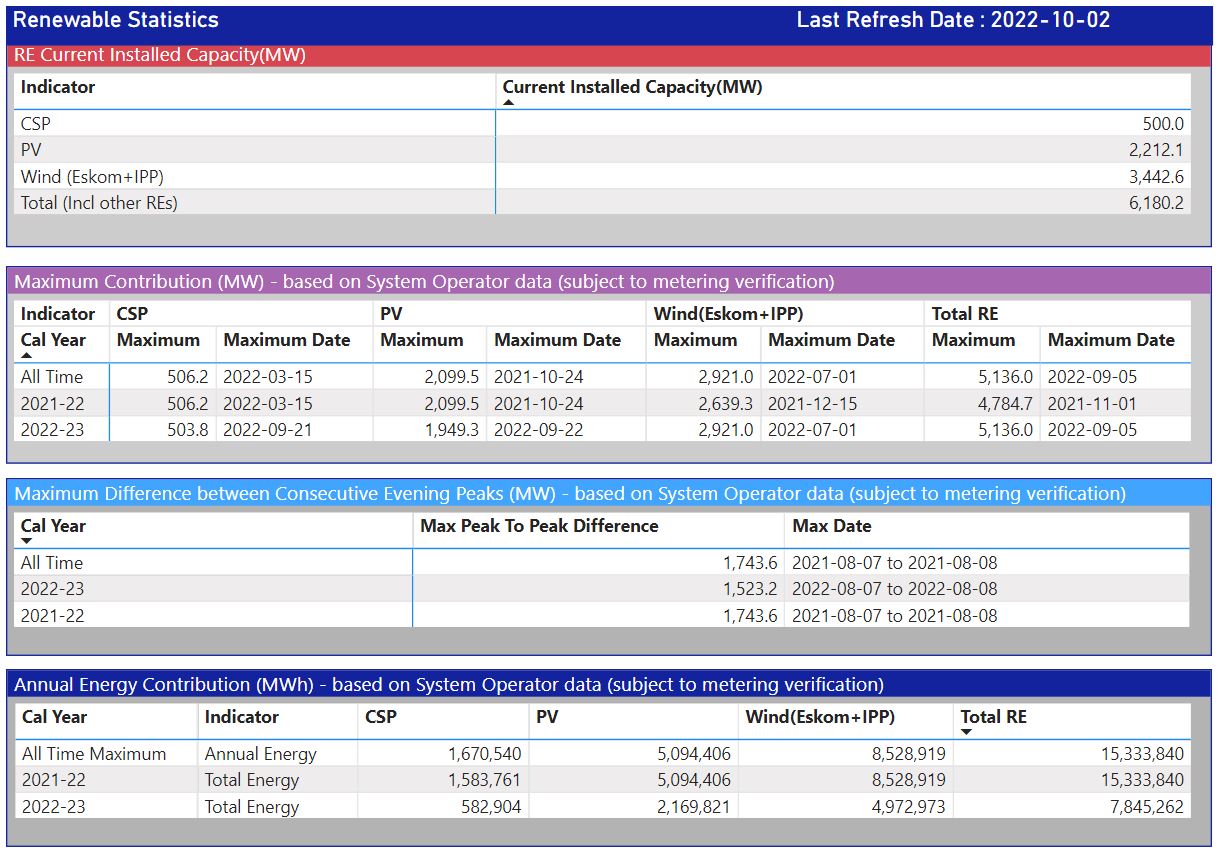 Renewable Statistics Last Refresh Date : 2022-10-02
RE Current Installed Capacity(MW)
Indicator Current Installed Capacity(MW)
CSP 500.0
PV 2,212.1
Wind (Eskom+IPP) 3,442.6
Total (Incl other REs) 6,180.2
Maximum Contribution (MW) - based on System Operator data (subject to metering verification)
Indicator CSP PV Wind(Eskom+IPP) Total RE
Cal Year Maximum Maximum Date Maximum Maximum Date Maximum Maximum Date Maximum Maximum Date
All Time 506.2 2022-03-15 2,099.5 2021-10-24 2,921.0 2022-07-01 5,136.0 2022-09-05
2021-22 506.2 2022-03-15 2,099.5 2021-10-24 2,639.3 2021-12-15 4,784.7 2021-11-01
2022-23 503.8 2022-09-21 1,949.3 2022-09-22 2,921.0 2022-07-01 5,136.0 2022-09-05
Maximum Difference between Consecutive Evening Peaks (MW) - based on System Operator data (subject to metering verification)
Cal Year Max Peak To Peak Difference Max Date
All Time 1,743.6 2021-08-07 to 2021-08-08
2022-23 1,523.2 2022-08-07 to 2022-08-08
2021-22 1,743.6 2021-08-07 to 2021-08-08
Annual Energy Contribution (MWh) - based on System Operator data (subject to metering verification)
Cal Year Indicator CSP PV Wind(Eskom+IPP) Total RE
All Time Maximum Annual Energy 1,670,540 5,094,406 8,528,919 15,333,840
2021-22 Total Energy 1,583,761 5,094,406 8,528,919 15,333,840
2022-23 Total Energy 582,904 2,169,821 4,972,973 7,845,262